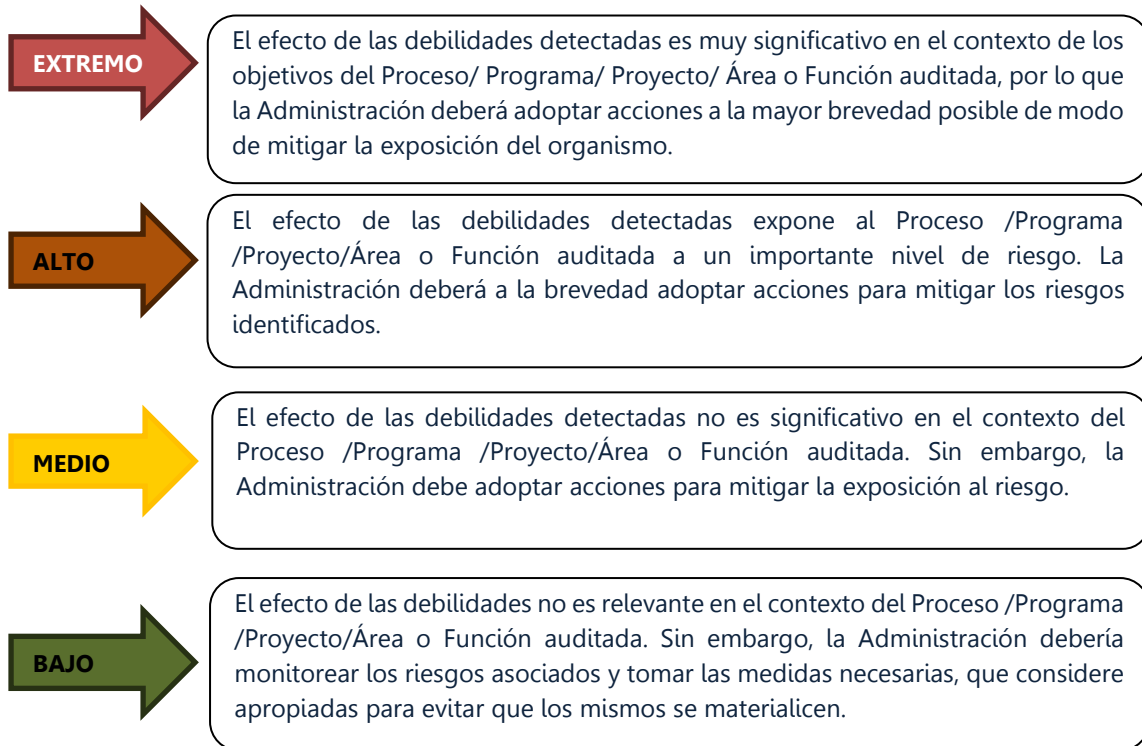 EXTREMO
El efecto de las debilidades detectadas es muy significativo en el contexto de los
objetivos del Proceso/ Programa/ Proyecto/ Área o Función auditada, por lo que
la Administración deberá adoptar acciones a la mayor brevedad posible de modo
de mitigar la exposición del organismo.
ALTO
El efecto de las debilidades detectadas expone al Proceso /Programa
/Proyecto/Área o Función auditada a un importante nivel de riesgo. La
Administración deberá a la brevedad adoptar acciones para mitigar los riesgos
identificados.
MEDIO
El efecto de las debilidades detectadas no es significativo en el contexto del
Proceso /Programa /Proyecto/Área o Función auditada. Sin embargo, la
Administración debe adoptar acciones para mitigar la exposición al riesgo.
BAJO
El efecto de las debilidades no es relevante en el contexto del Proceso /Programa
/Proyecto/Área o Función auditada. Sin embargo, la Administración debería
monitorear los riesgos asociados y tomar las medidas necesarias, que considere
apropiadas para evitar que los mismos se materialicen.